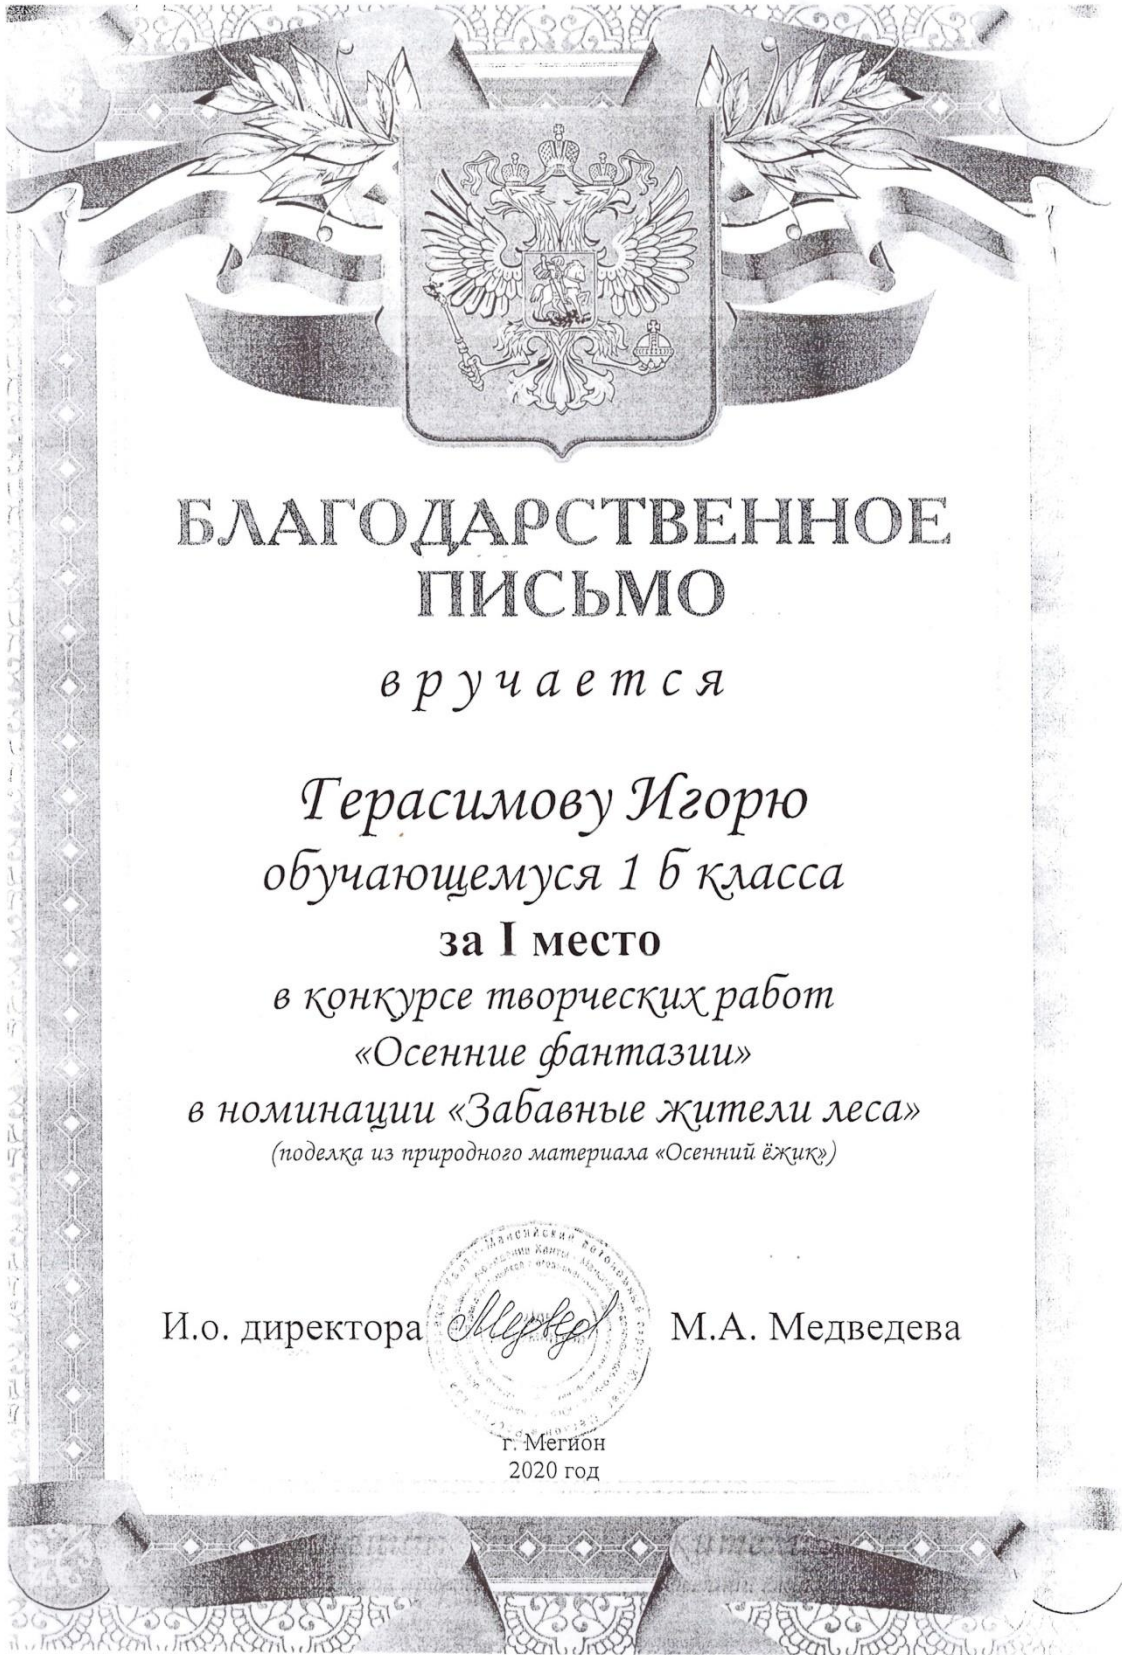 БЛАГОДАРСТВЕННОЕ
ПИСЬМО
вручается
Герасимову Игорю
обучающемуся 1 б класса
за I место
в конкурсе творческих работ
«Осенние фантазии»
в номинации «Забавные жители леса»
(поделка из природного материала «Осенний ёжик»)
И.о. директора М.А. Медведева
г. Мегион
2020 год